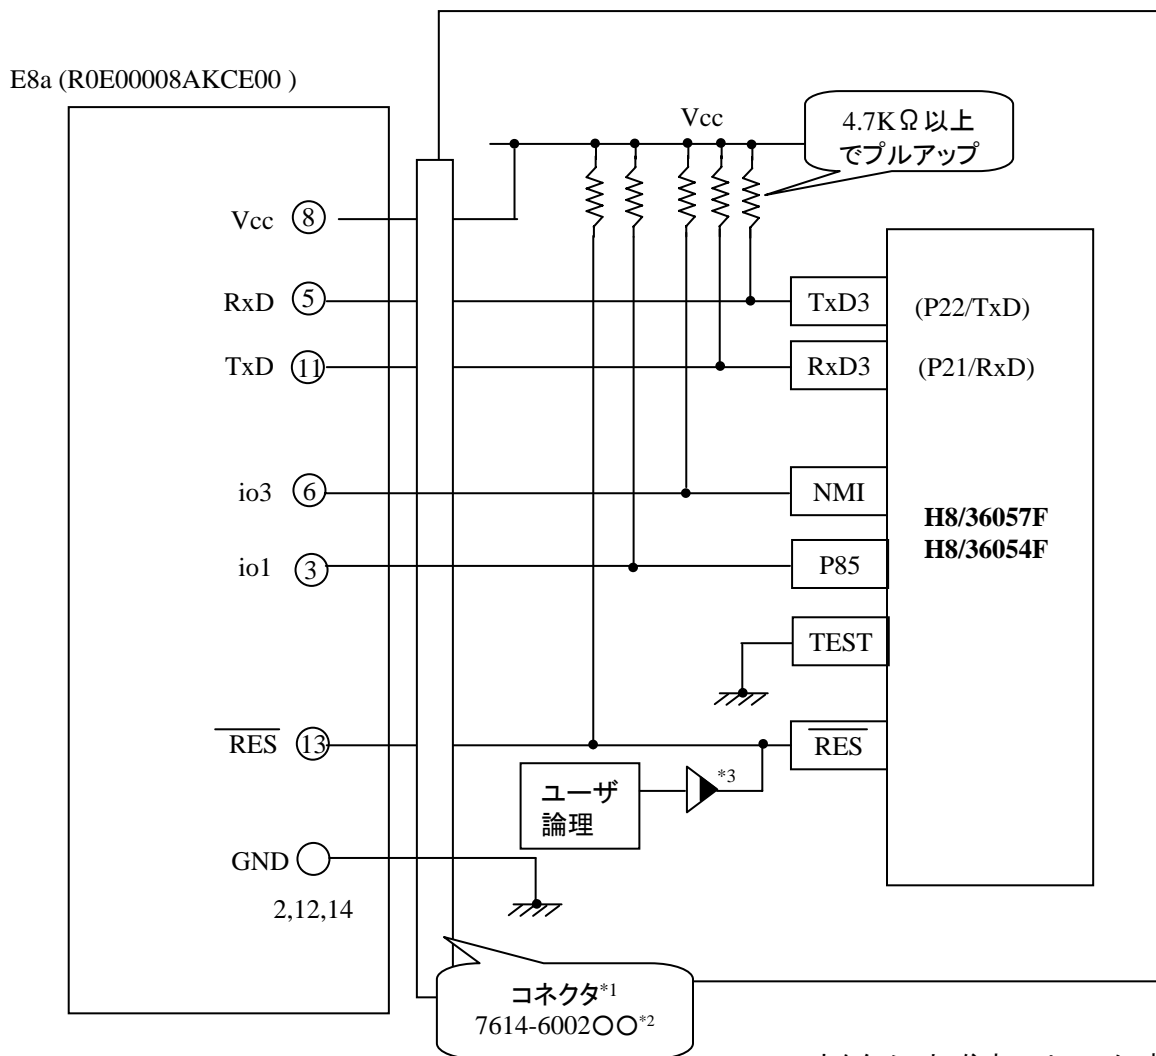 E8a (R0E00008AKCE00 )
Vcc
4.7KΩ以上
でプルアップ
Vcc 8
RxD 5
TxD3
(P22/TxD)
TxD 11
RxD3
(P21/RxD)
io3 6
NMI
H8/36057F
H8/36054F
io1 3
P85
TEST
RES 13
RES
ユーザ
論理
*3
GND
2,12,14
コネクタ*1
7614-6002○○*2